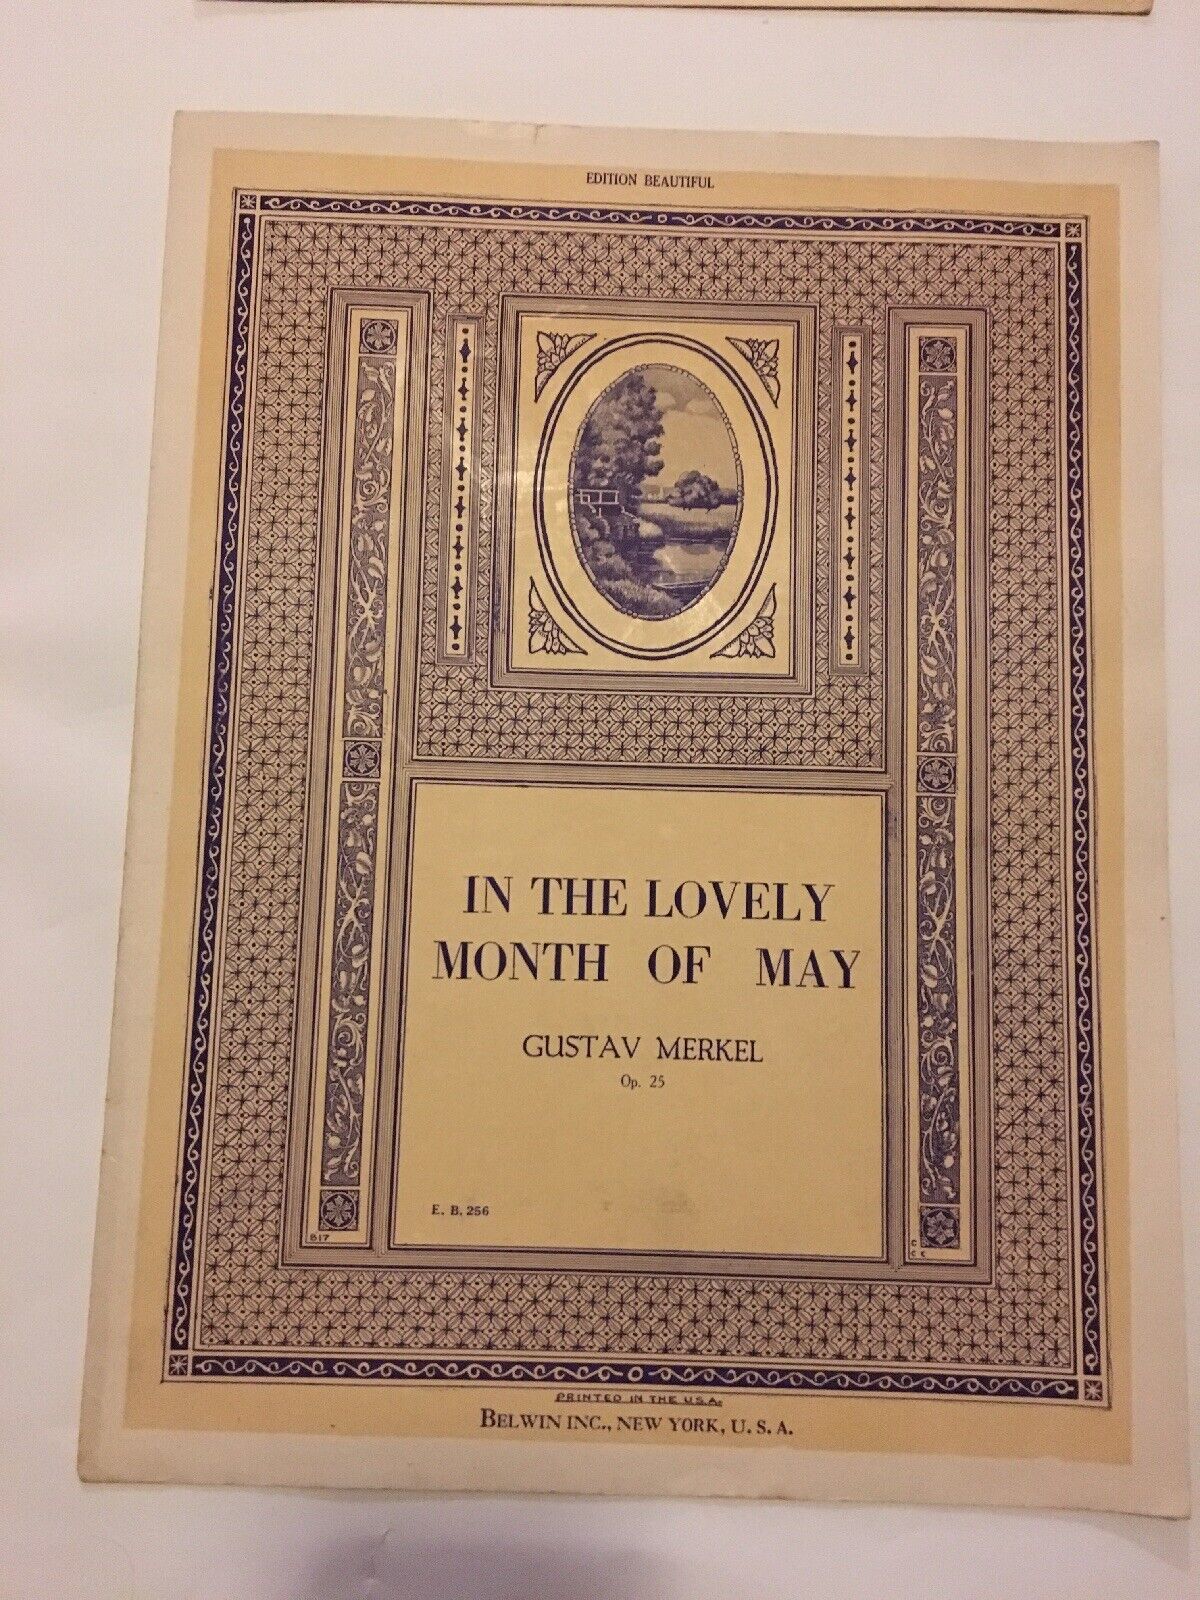 EDITION BEAUTIFUL
IN THE LOVELY
MONTH OF MAY
GUSTAV MERKEL
Op. 25
E. B. 256
517
PRINTED IN THE U.S.A.
BELWIN INC., NEW YORK, U. S. A.